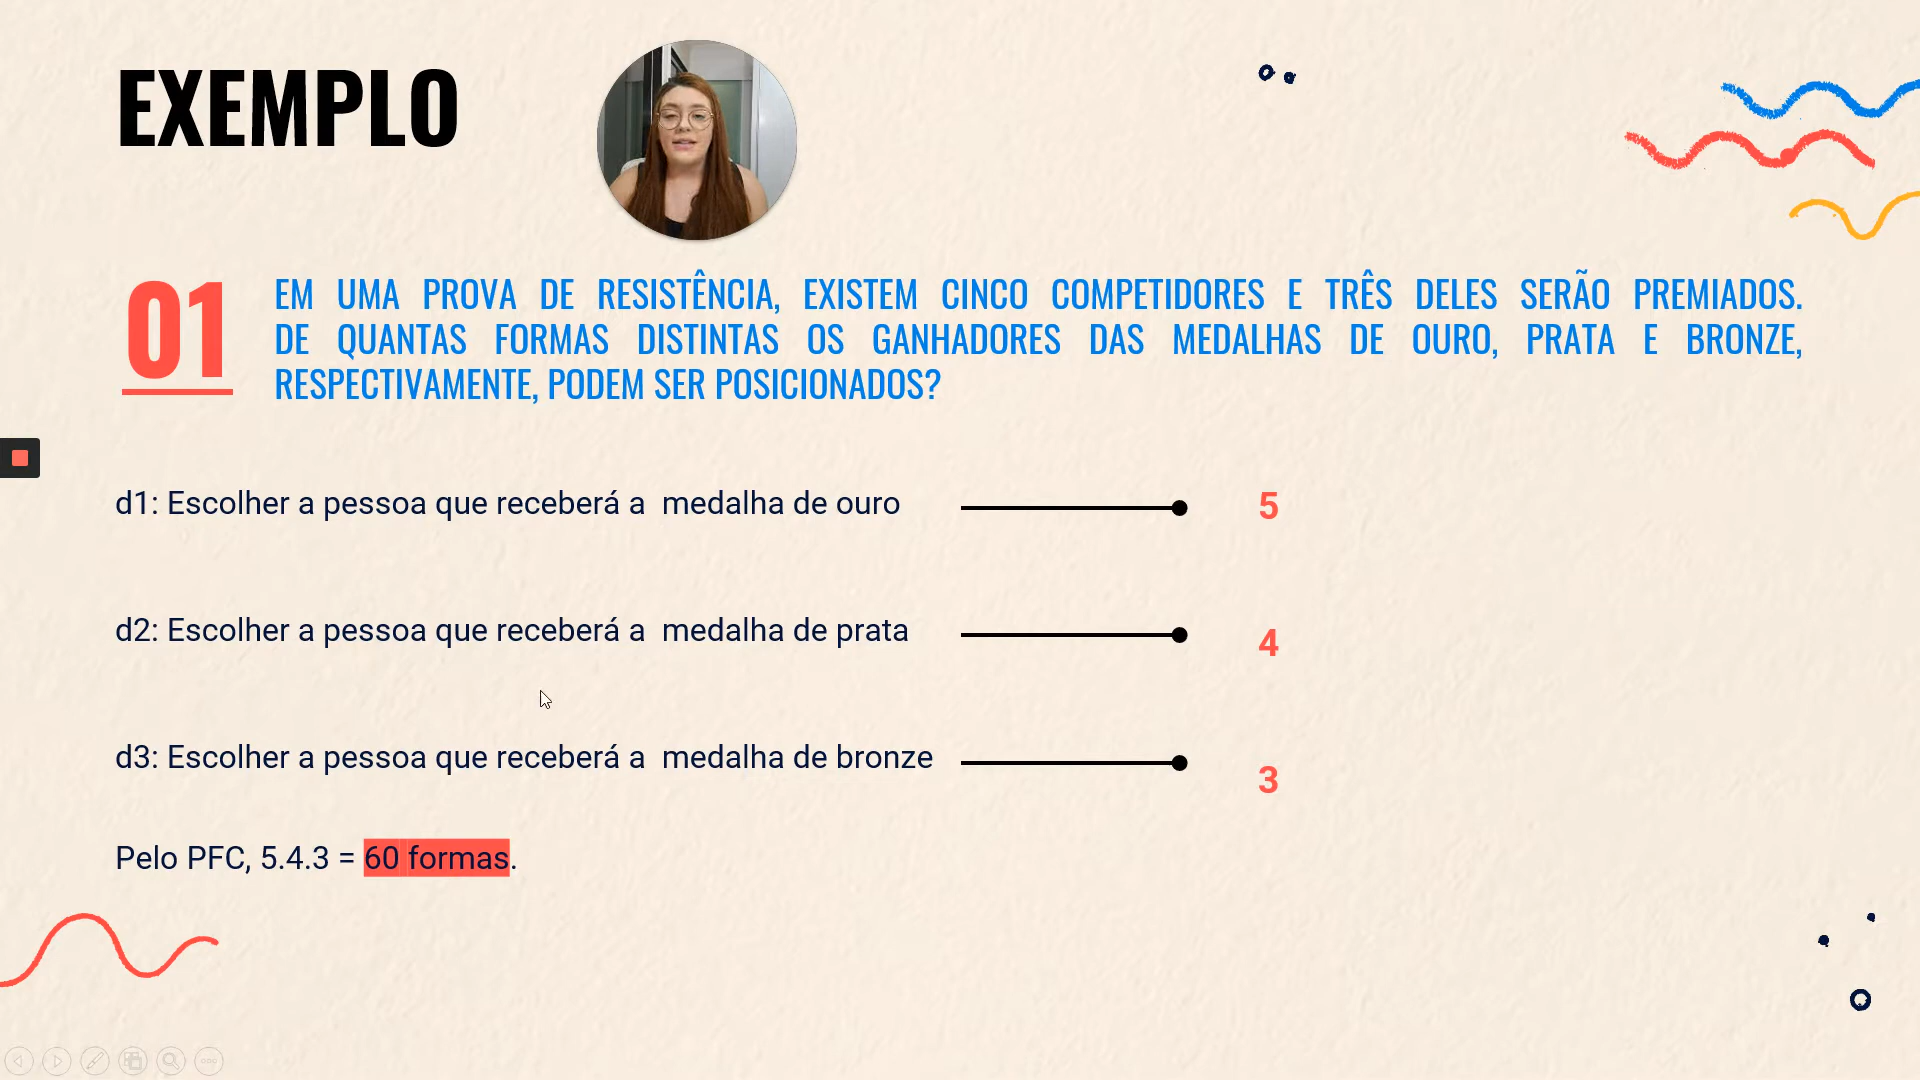 EXEMPLO
01
EM UMA PROVA DE RESISTÊNCIA, EXISTEM CINCO COMPETIDORES E TRÊS DELES SERÃO PREMIADOS.
DE QUANTAS FORMAS DISTINTAS OS GANHADORES DAS MEDALHAS DE OURO, PRATA E BRONZE,
RESPECTIVAMENTE, PODEM SER POSICIONADOS?
d1: Escolher a pessoa que receberá a medalha de ouro 5
d2: Escolher a pessoa que receberá a medalha de prata 4
d3: Escolher a pessoa que receberá a medalha de bronze 3
Pelo PFC, 5.4.3 = 60 formas.